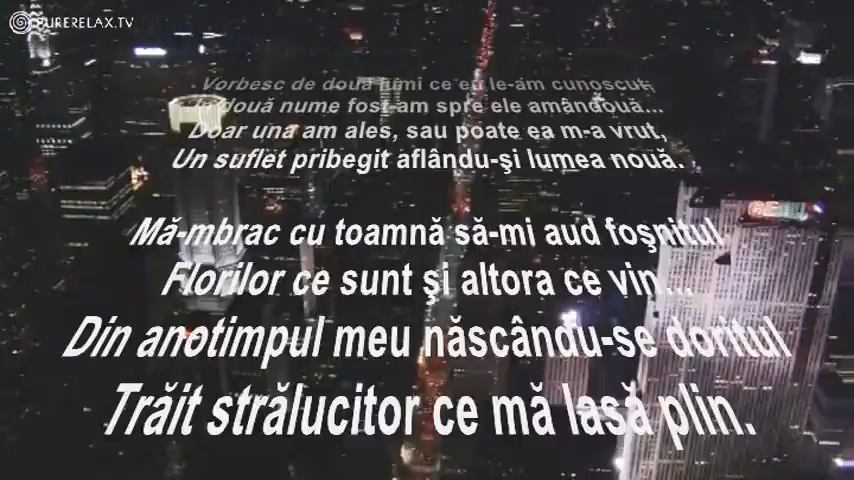 PURERELAX.TV
Vorbesc de două lumi ce eu le-am cunoscut,
În două nume fost-am spre ele amândouă...
Doar una am ales, sau poate ea m-a vrut,
Un suflet pribegit aflându-şi lumea nouă.
Mă-mbrac cu toamnă să-mi aud foşnitul
Florilor ce sunt şi altora ce vin...
Din anotimpul meu născându-se doritul
Trăit strălucitor ce mă lasă plin.
GE